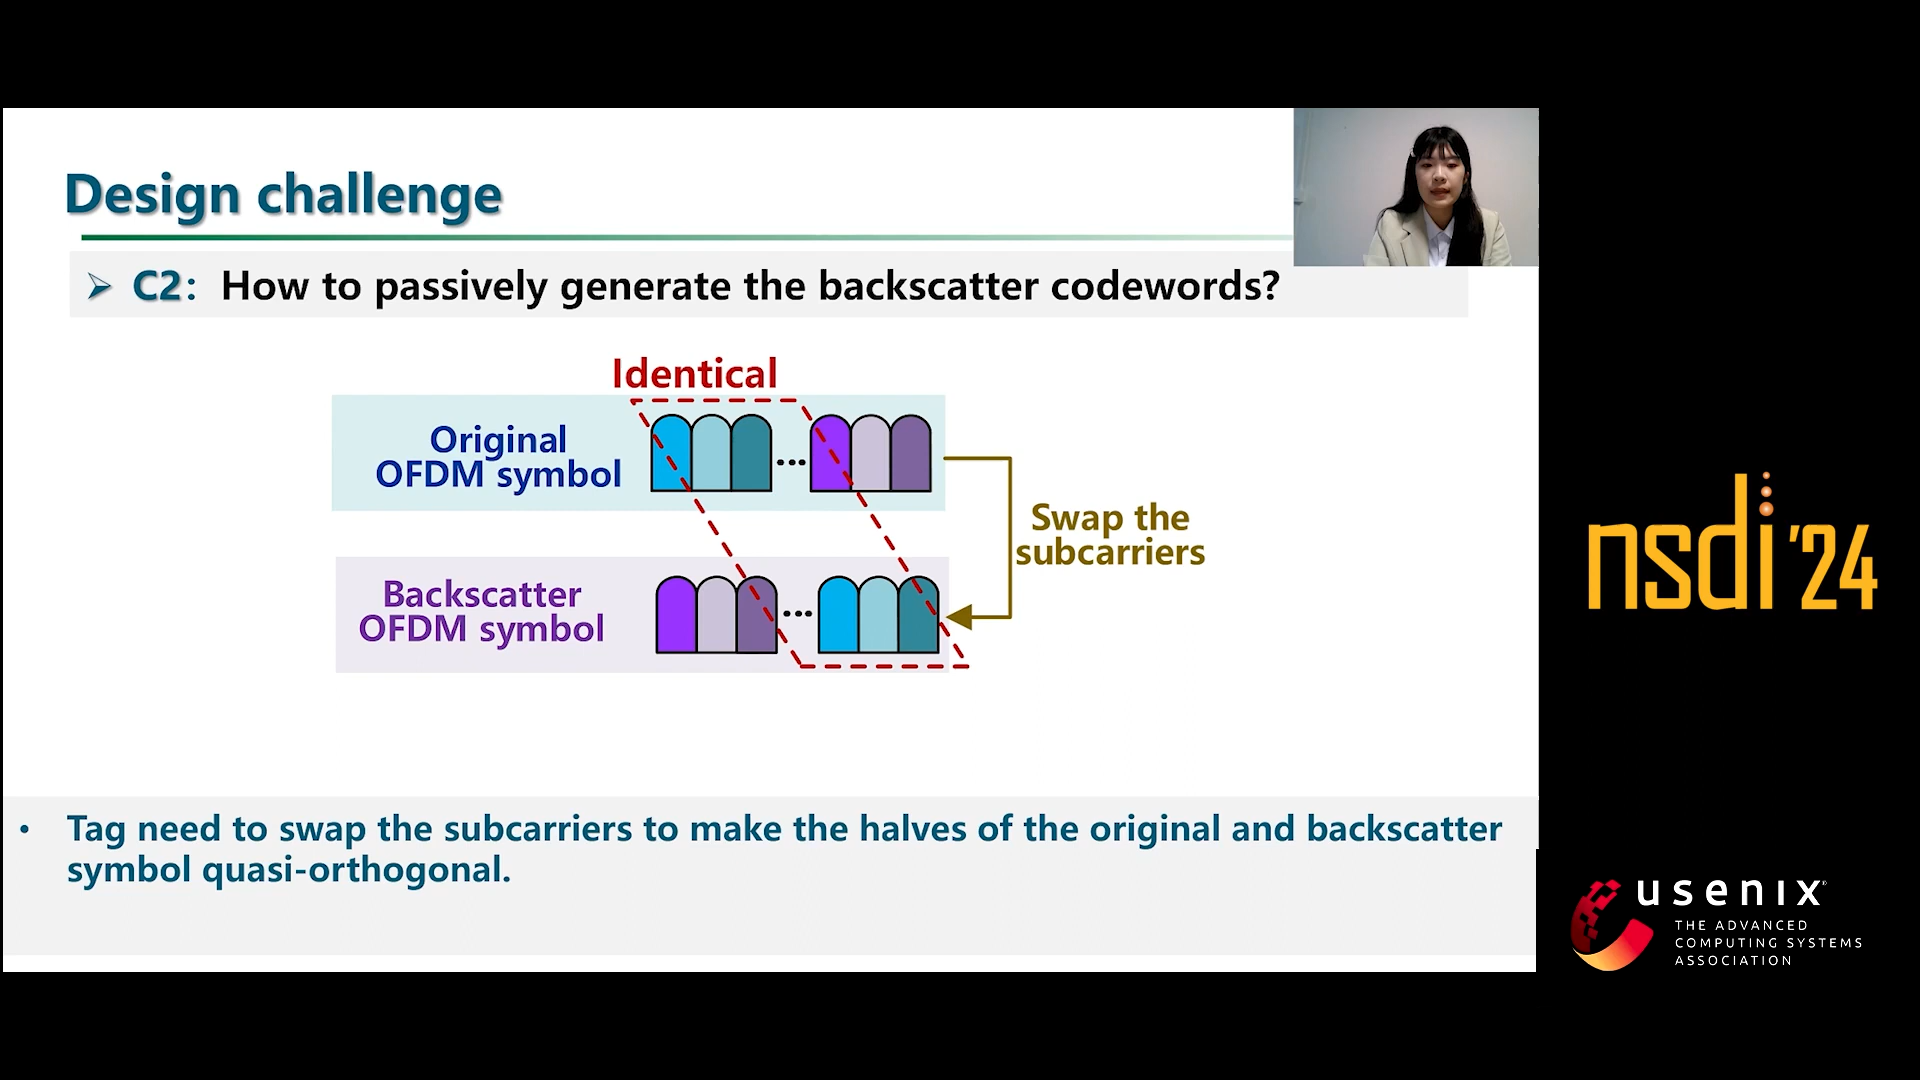 Design challenge
➢ C2: How to passively generate the backscatter codewords?
Identical
Original
OFDM symbol
...
Swap the
subcarriers
Backscatter
OFDM symbol
...
• Tag need to swap the subcarriers to make the halves of the original and backscatter
symbol quasi-orthogonal.
nsdi '24
usenix®
THE ADVANCED
COMPUTING SYSTEMS
ASSOCIATION